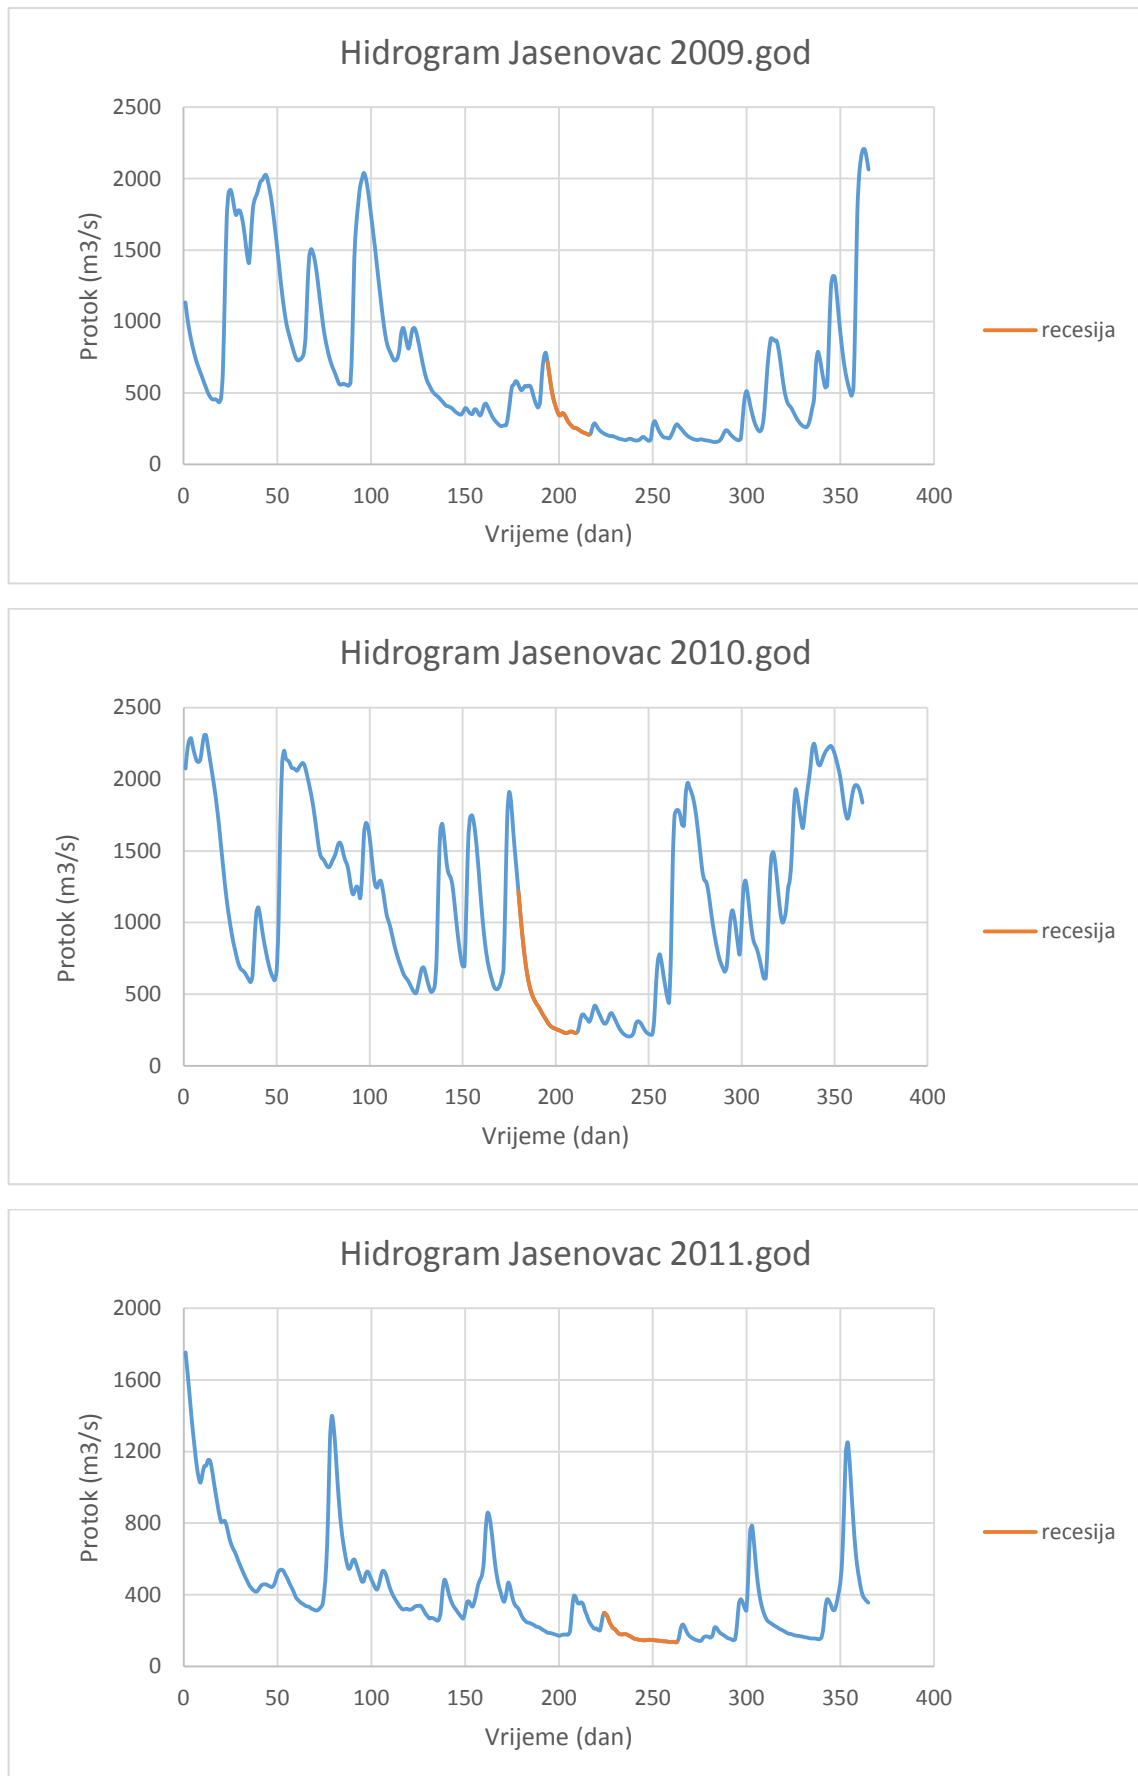 Hidrogram Jasenovac 2009.god
2500
2000
1500
1000
500
0
0 50 100 150 200 250 300 350 400
Protok (m3/s)
Vrijeme (dan)
recesija
Hidrogram Jasenovac 2010.god
2500
2000
1500
1000
500
0
0 50 100 150 200 250 300 350 400
Protok (m3/s)
Vrijeme (dan)
recesija
Hidrogram Jasenovac 2011.god
2000
1600
1200
800
400
0
0 50 100 150 200 250 300 350 400
Protok (m3/s)
Vrijeme (dan)
recesija